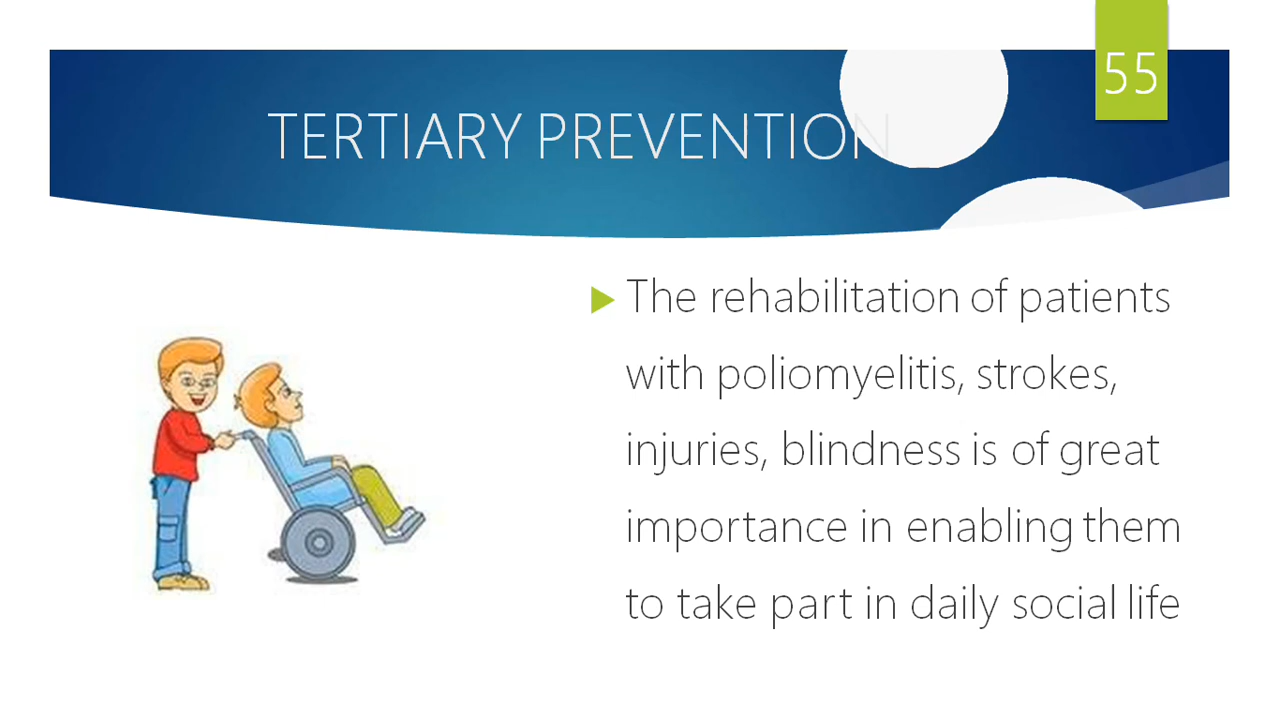 55
TERTIARY PREVENTION
The rehabilitation of patients
with poliomyelitis, strokes,
injuries, blindness is of great
importance in enabling them
to take part in daily social life